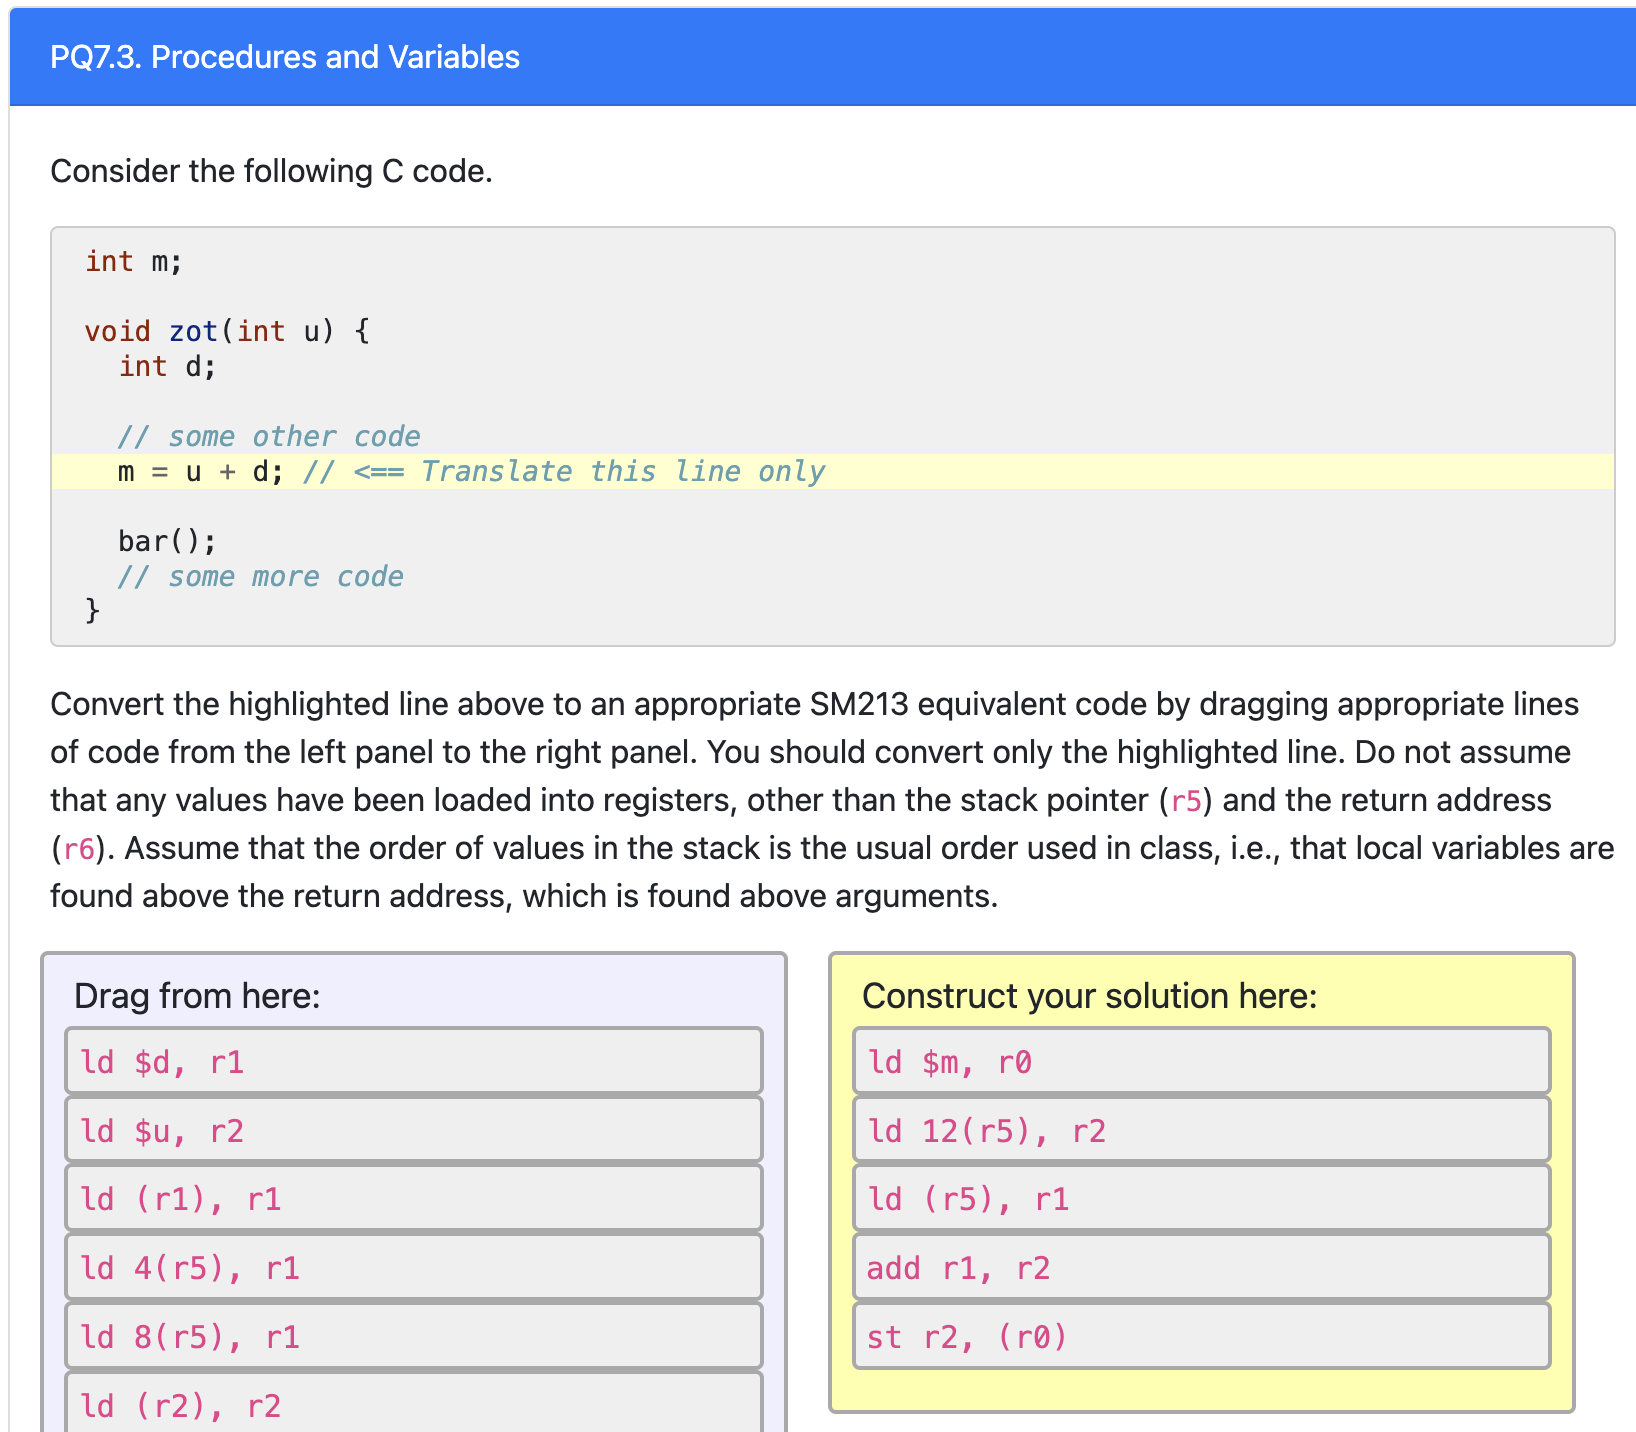 PQ7.3. Procedures and Variables
Consider the following C code.
int m;
void zot(int u) {
  int d;
  // some other code
  m = u + d; // <== Translate this line only
  bar();
  // some more code
}
Convert the highlighted line above to an appropriate SM213 equivalent code by dragging appropriate lines
of code from the left panel to the right panel. You should convert only the highlighted line. Do not assume
that any values have been loaded into registers, other than the stack pointer (r5) and the return address
(r6). Assume that the order of values in the stack is the usual order used in class, i.e., that local variables are
found above the return address, which is found above arguments.
Drag from here:
ld $d, r1
ld $u, r2
ld (r1), r1
ld 4(r5), r1
ld 8(r5), r1
ld (r2), r2
Construct your solution here:
ld $m, r0
ld 12(r5), r2
ld (r5), r1
add r1, r2
st r2, (r0)